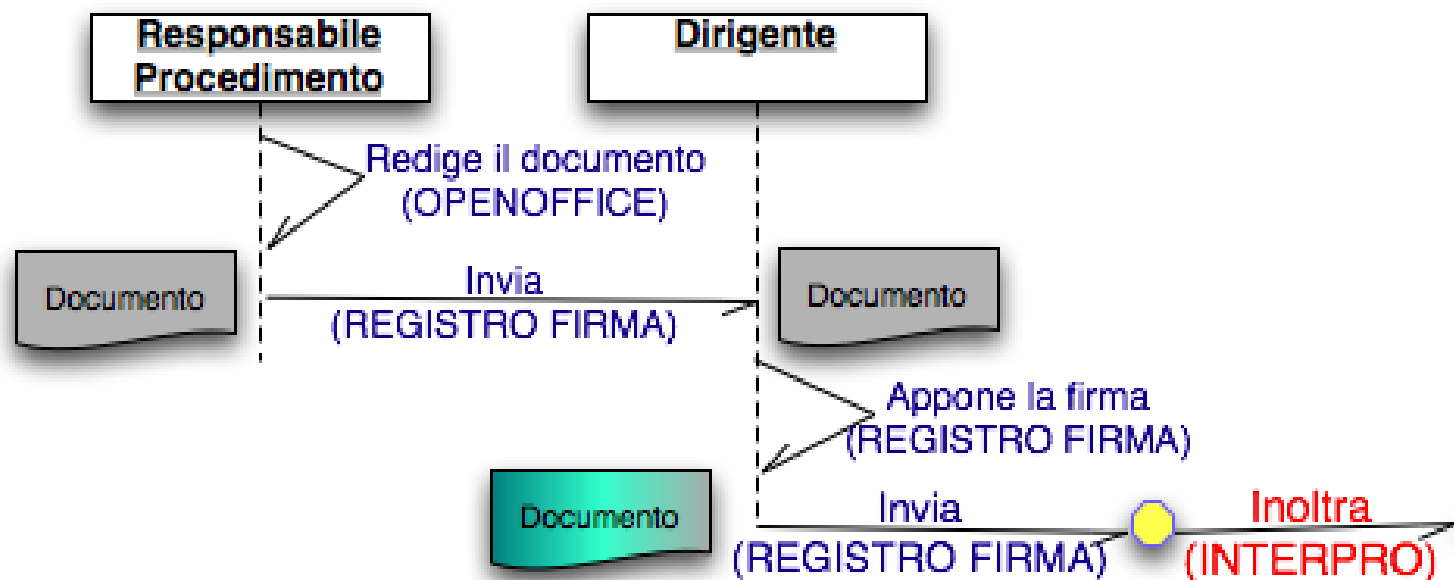 Responsabile
Procedimento
Dirigente
Redige il documento
(OPENOFFICE)
Documento
Invia
(REGISTRO FIRMA)
Documento
Appone la firma
(REGISTRO FIRMA)
Documento
Invia
(REGISTRO FIRMA)
Inoltra
(INTERPRO)